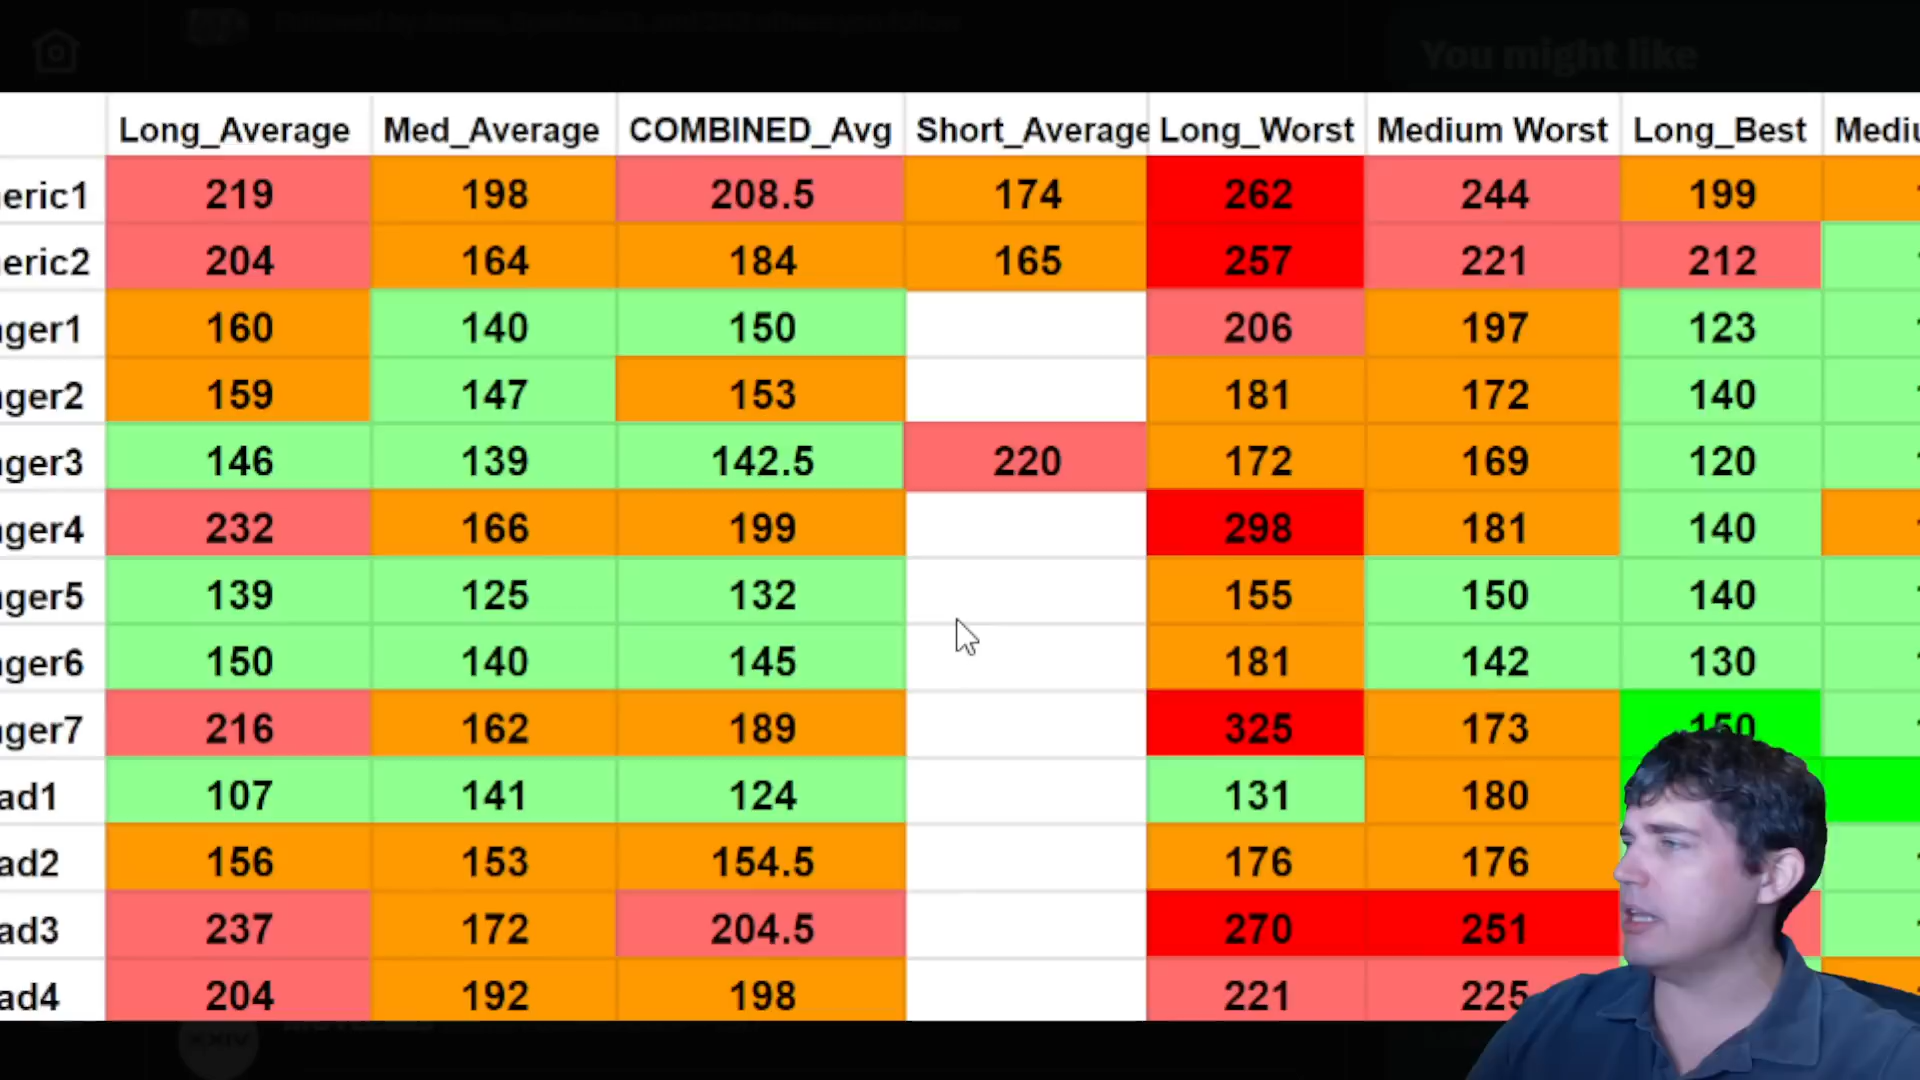 You might like
Long_Average Med_Average COMBINED_Avg Short_Average Long_Worst Medium Worst Long_Best Mediu
eric1 219 198 208.5 174 262 244 199
eric2 204 164 184 165 257 221 212
ger1 160 140 150 206 197 123
ger2 159 147 153 181 172 140
ger3 146 139 142.5 220 172 169 120
ger4 232 166 199 298 181 140
ger5 139 125 132 155 150 140
ger6 150 140 145 181 142 130
ger7 216 162 189 325 173 150
ad1 107 141 124 131 180
ad2 156 153 154.5 176 176
ad3 237 172 204.5 270 251
ad4 204 192 198 221 225